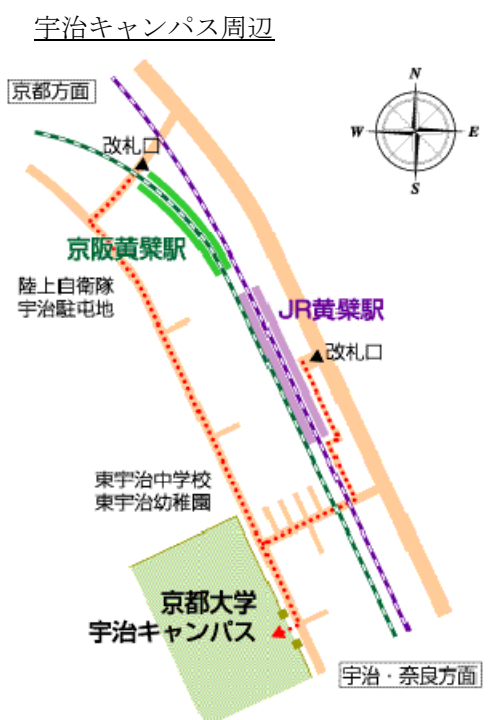 宇治キャンパス周辺
京都方面
N
W
E
S
改札口
京阪黄檗駅
陸上自衛隊
宇治駐屯地
JR黄檗駅
改札口
東宇治中学校
東宇治幼稚園
京都大学
宇治キャンパス
宇治・奈良方面